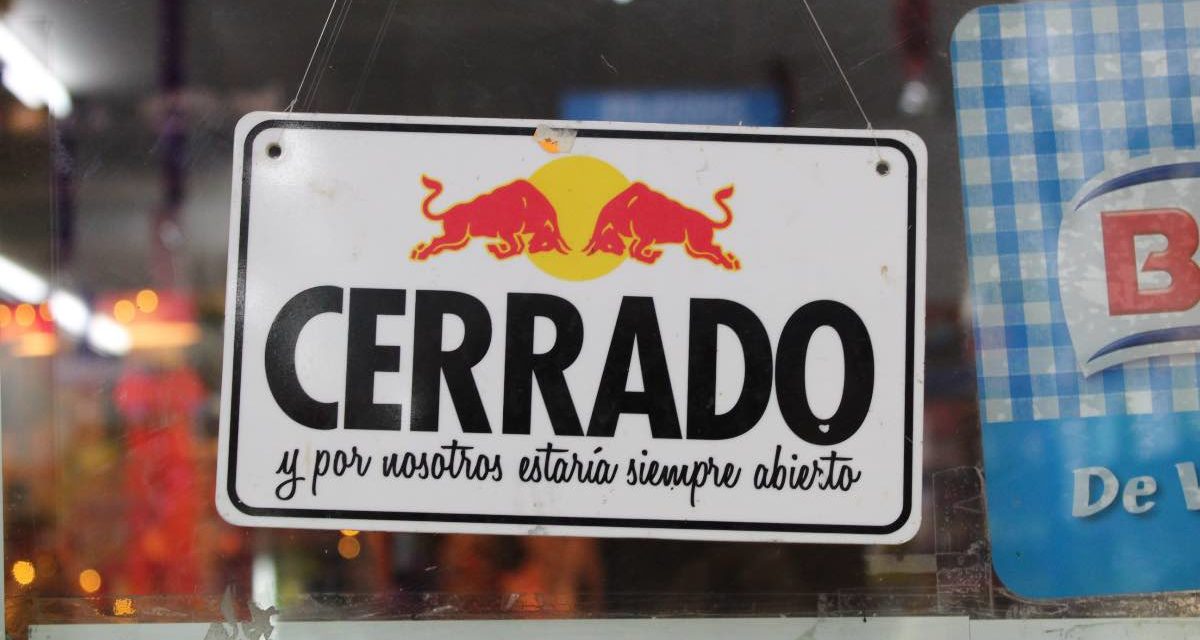 CERRADO
y por nosotros estaría siempre abierto
B
De